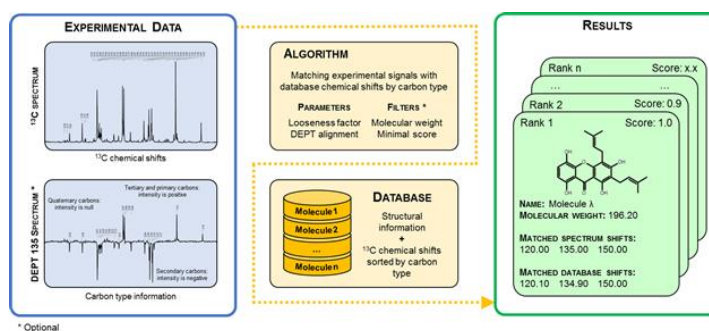 EXPERIMENTAL DATA
13C SPECTRUM
13C chemical shifts
DEPT 135 SPECTRUM *
Quaternary carbons:
intensity is null
Tertiary and primary carbons:
intensity is positive
Secondary carbons:
intensity is negative
Carbon type information
* Optional
ALGORITHM
Matching experimental signals with
database chemical shifts by carbon type
PARAMETERS
Looseness factor
DEPT alignment
FILTERS *
Molecular weight
Minimal score
Molecule 1
Molecule 2
...
Molecule n
DATABASE
Structural
information
+
13C chemical shifts
sorted by carbon
type
RESULTS
Rank n Score: x.x
... ...
Rank 2 Score: 0.9
Rank 1 Score: 1.0
NAME: Molecule λ
MOLECULAR WEIGHT: 196.20
MATCHED SPECTRUM SHIFTS:
120.00 135.00 150.00
MATCHED DATABASE SHIFTS:
120.10 134.90 150.00